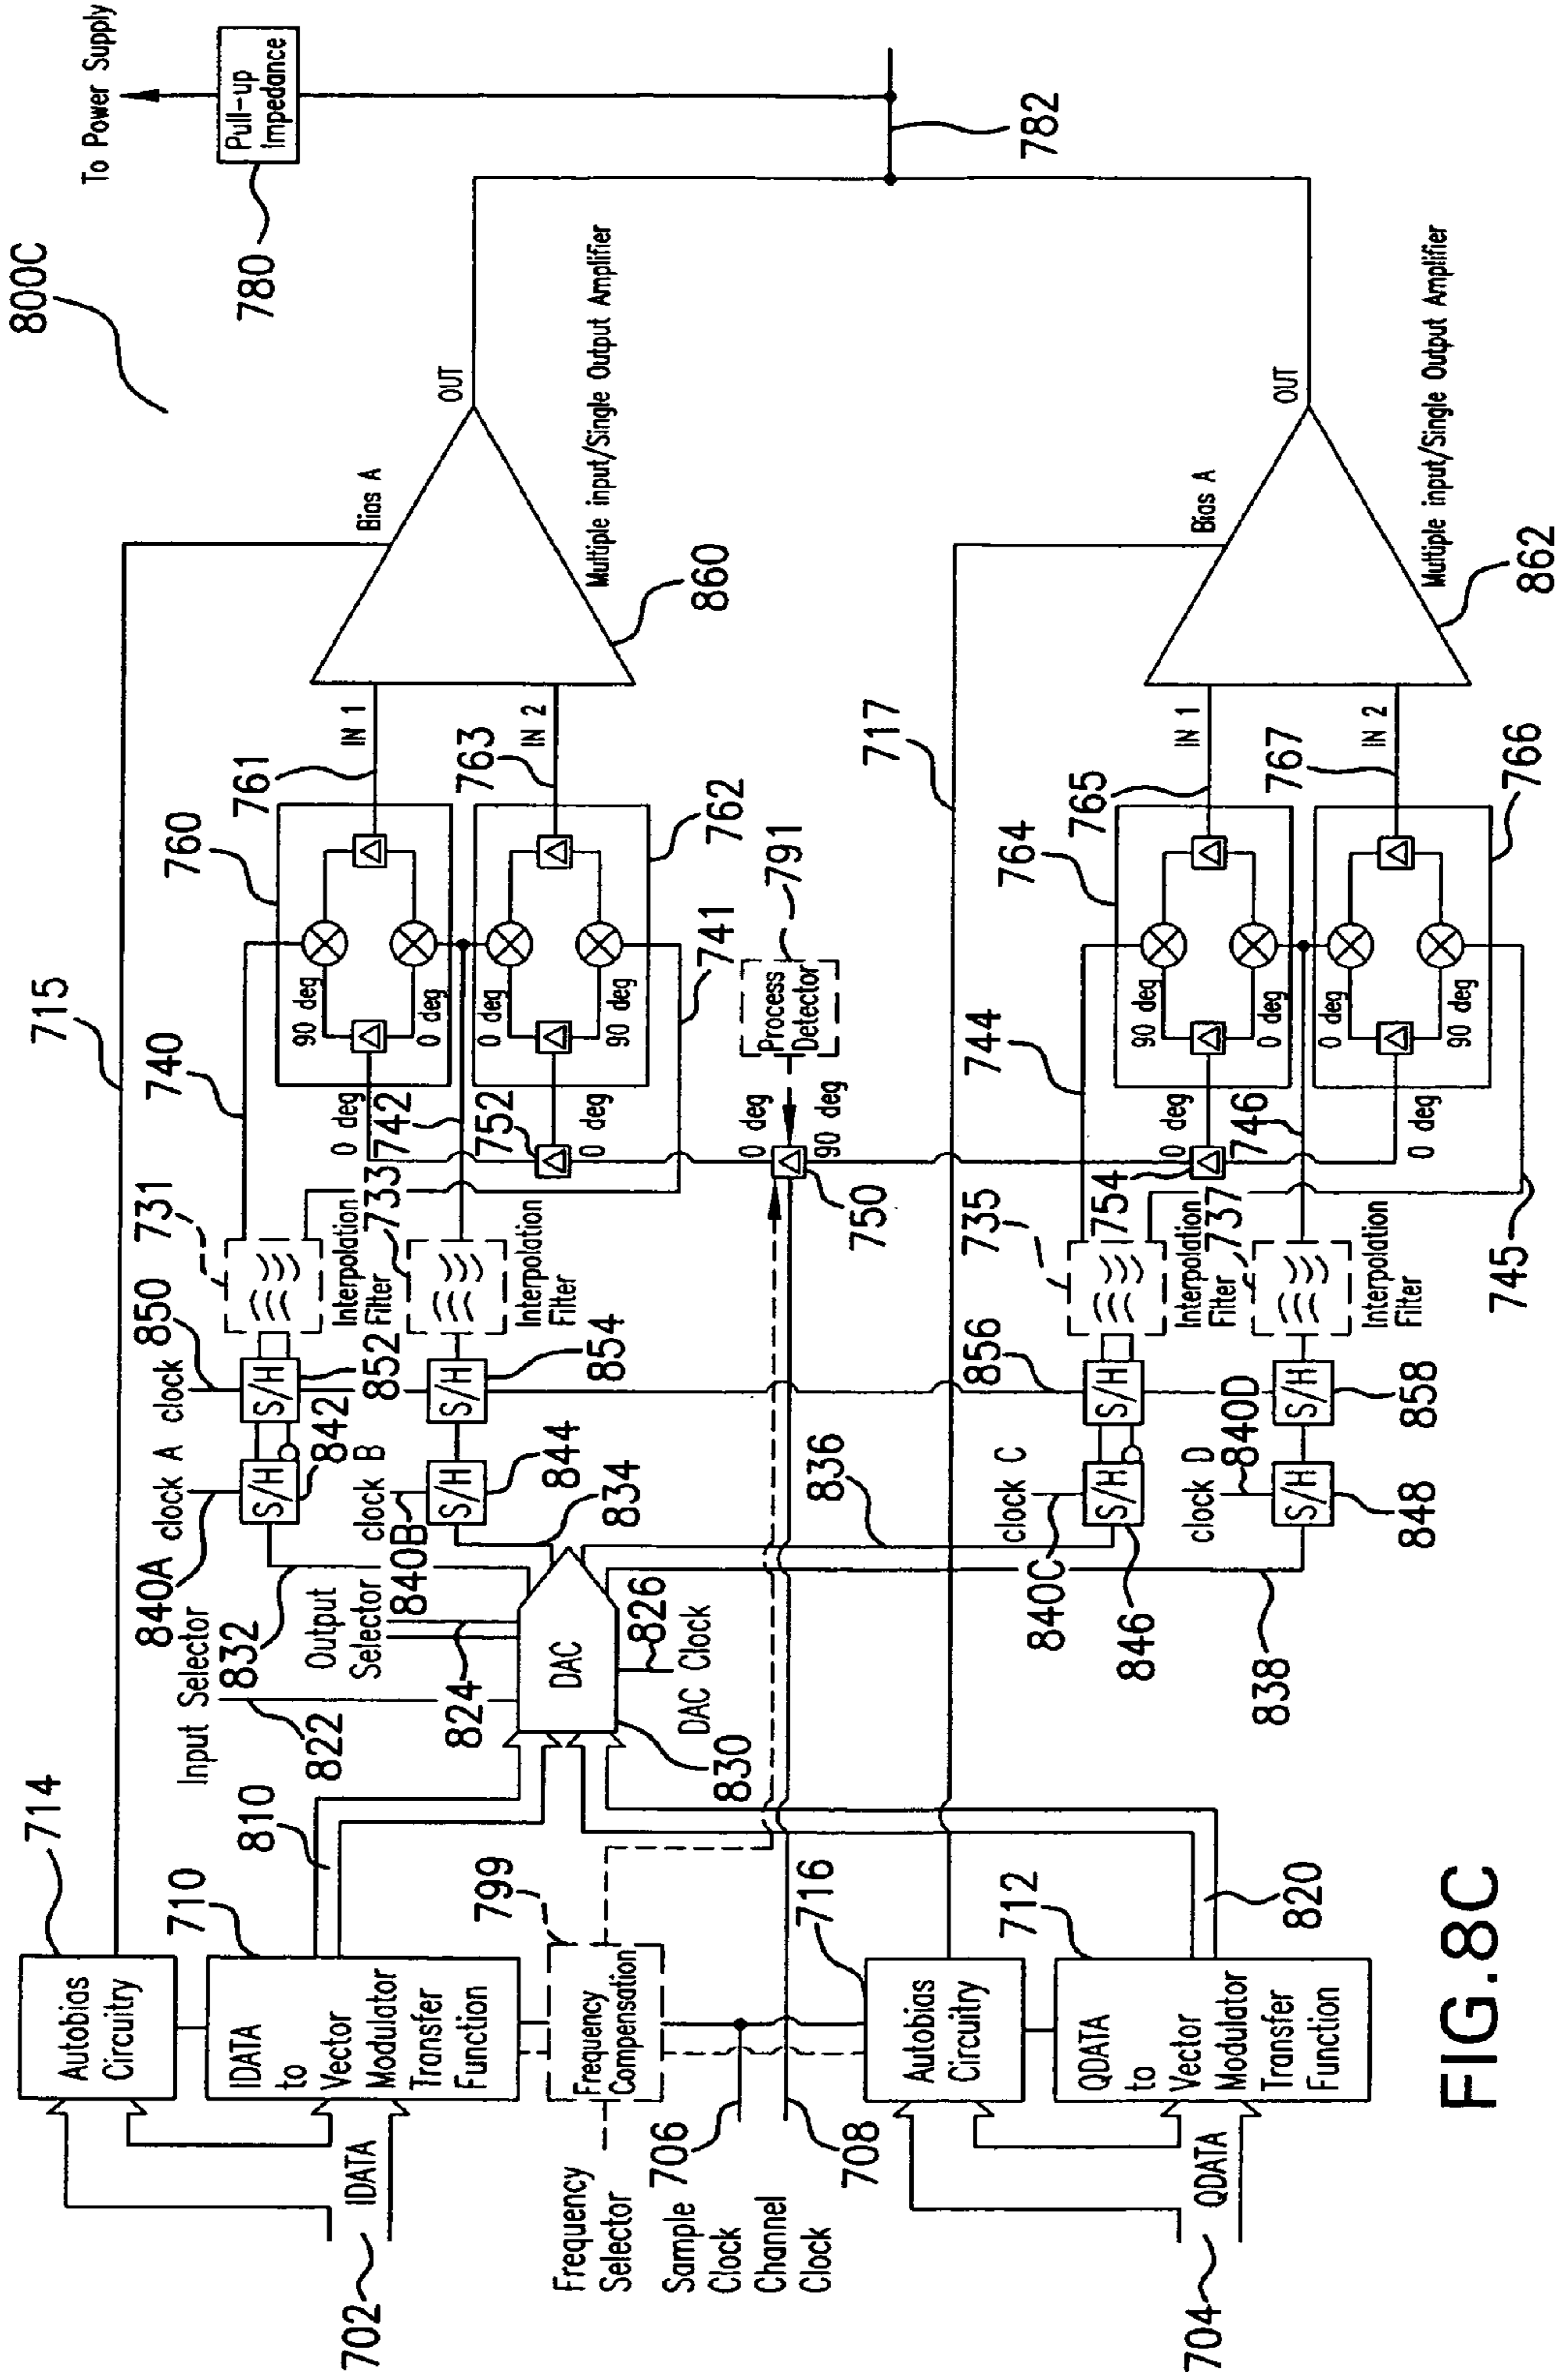 800C
To Power Supply
Pull-up
Impedance
780
782
714
Autobias
Circuitry
715
702
IDATA
710
IDATA
to
Vector
Modulator
Transfer
Function
810
Input Selector
822
Output
Selector
824
832
DAC
826
DAC Clock
830
834
836
838
840A
clock A
S/H
842
clock
850
S/H
852
731
Interpolation
Filter
740
741
840B
clock B
S/H
844
S/H
854
733
Interpolation
Filter
742
0 deg
752
0 deg
760
90 deg
0 deg
761
IN 1
762
0 deg
90 deg
763
IN 2
Bias A
OUT
Multiple input/Single Output Amplifier
860
Frequency
Selector
799
Frequency
Compensation
Sample
Clock
706
Channel
Clock
708
791
Process
Detector
0 deg
90 deg
750
716
Autobias
Circuitry
717
704
QDATA
712
QDATA
to
Vector
Modulator
Transfer
Function
820
840C
clock C
S/H
846
S/H
856
735
Interpolation
Filter
744
745
840D
clock D
S/H
848
S/H
858
737
Interpolation
Filter
746
0 deg
754
0 deg
764
90 deg
0 deg
765
IN 1
766
0 deg
90 deg
767
IN 2
Bias A
OUT
Multiple input/Single Output Amplifier
862
FIG.8C